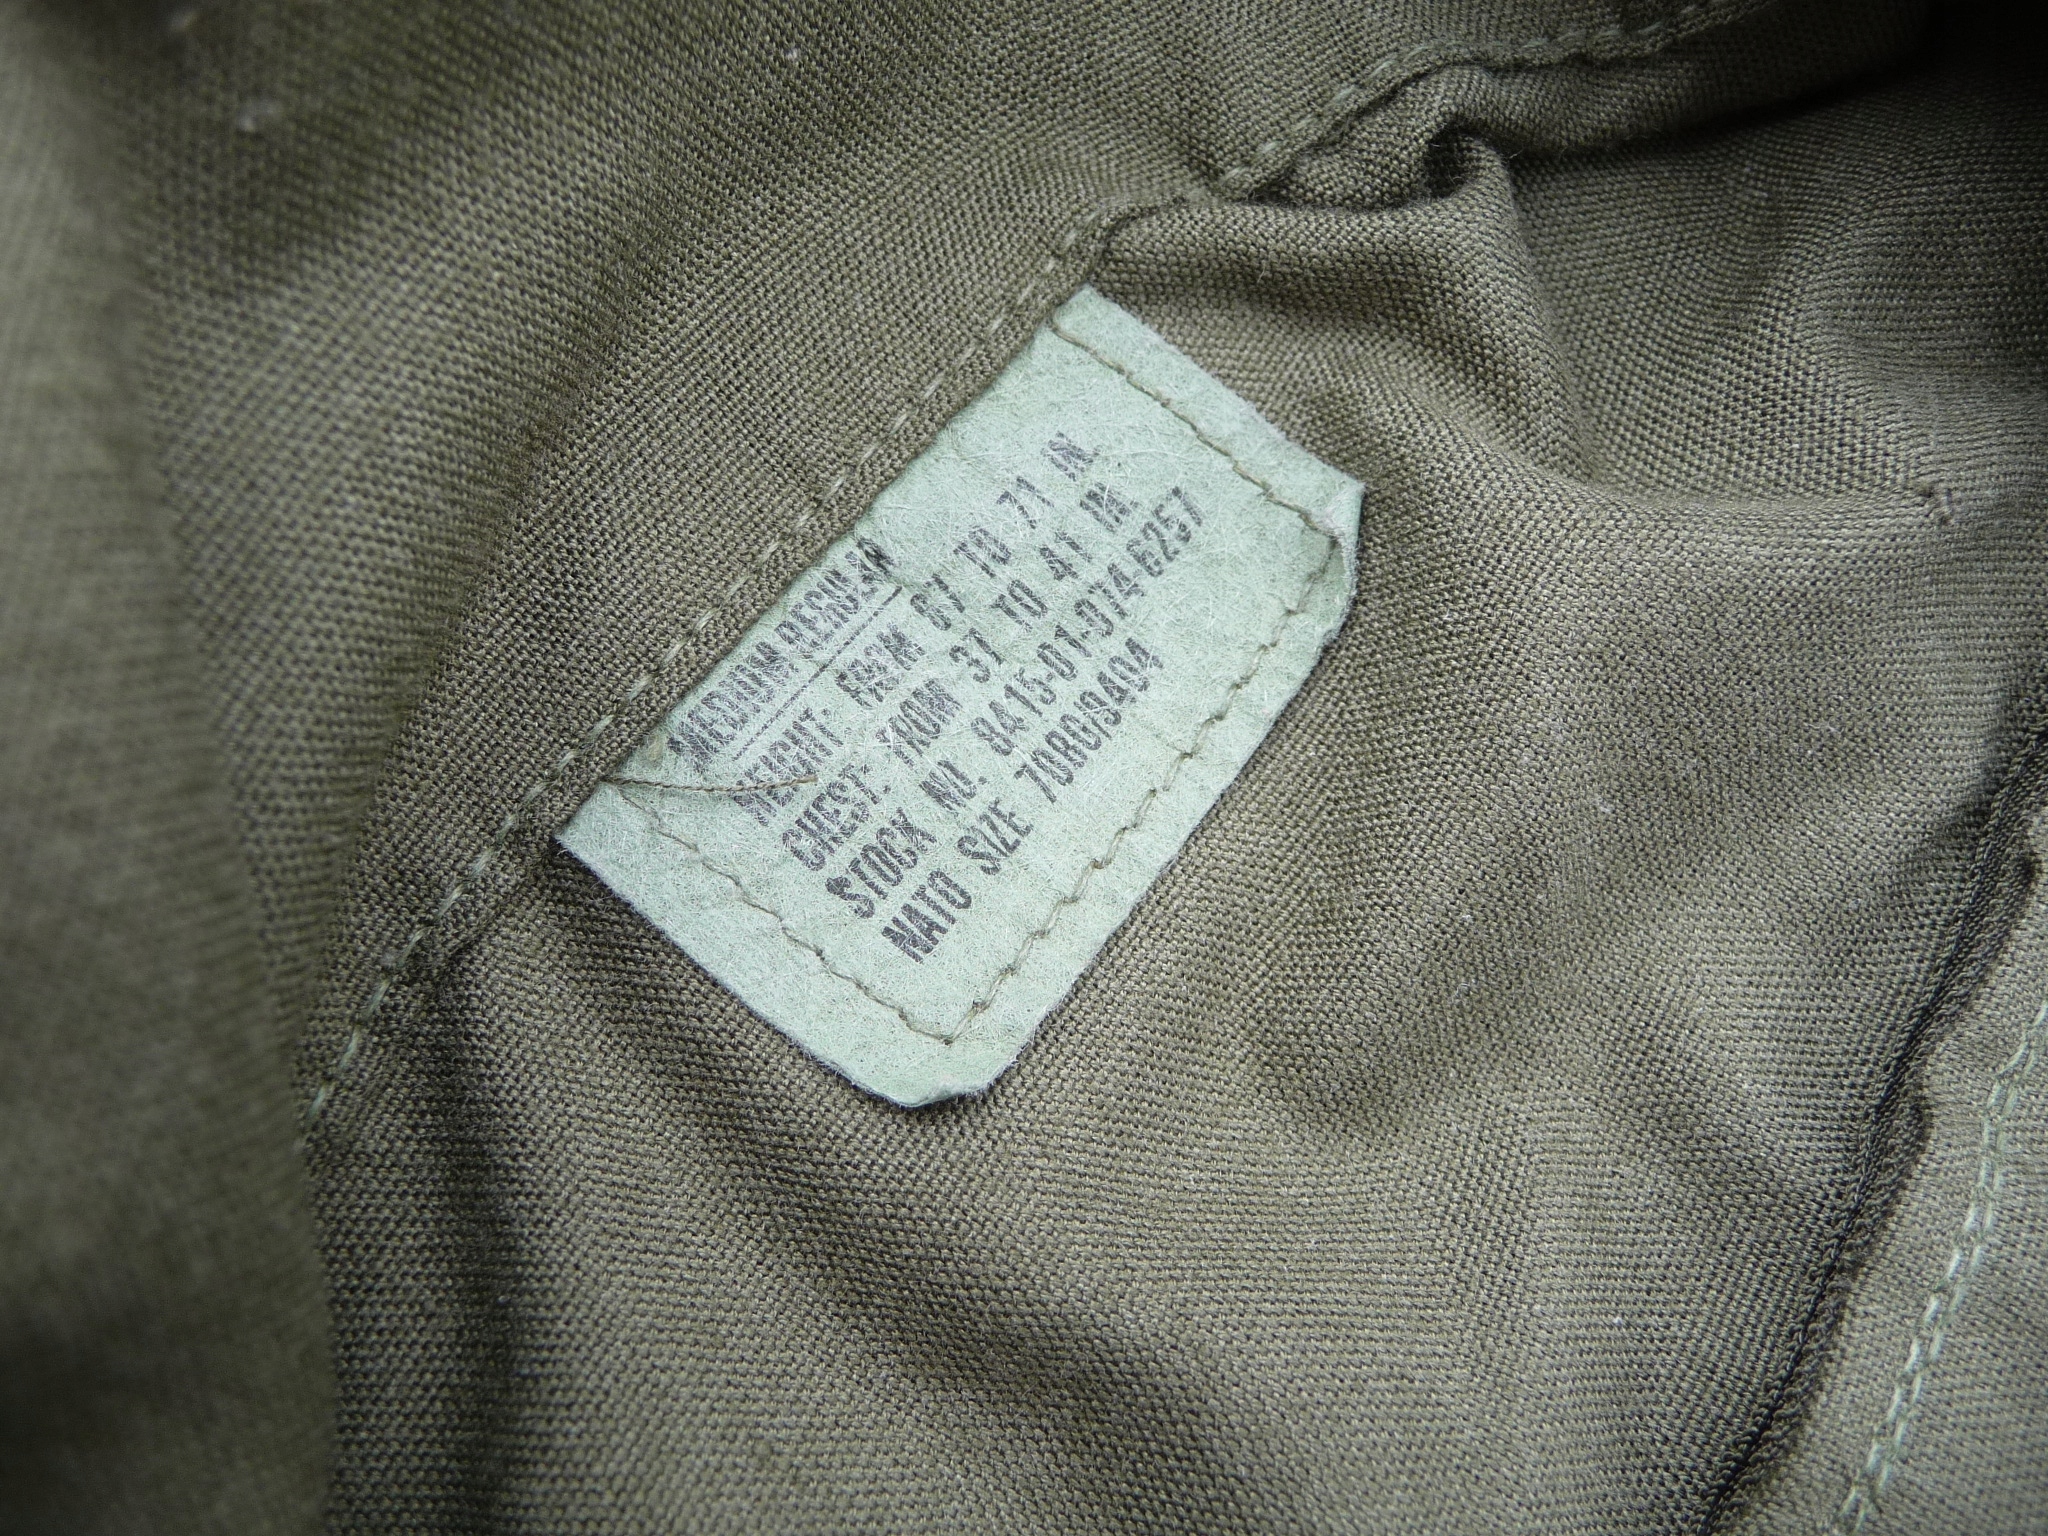 MEDIUM REGULAR
HEIGHT: FROM 67 TO 71 IN.
CHEST: FROM 37 TO 41 IN.
STOCK NO. 8415-01-074-6257
NATO SIZE 7080/9404